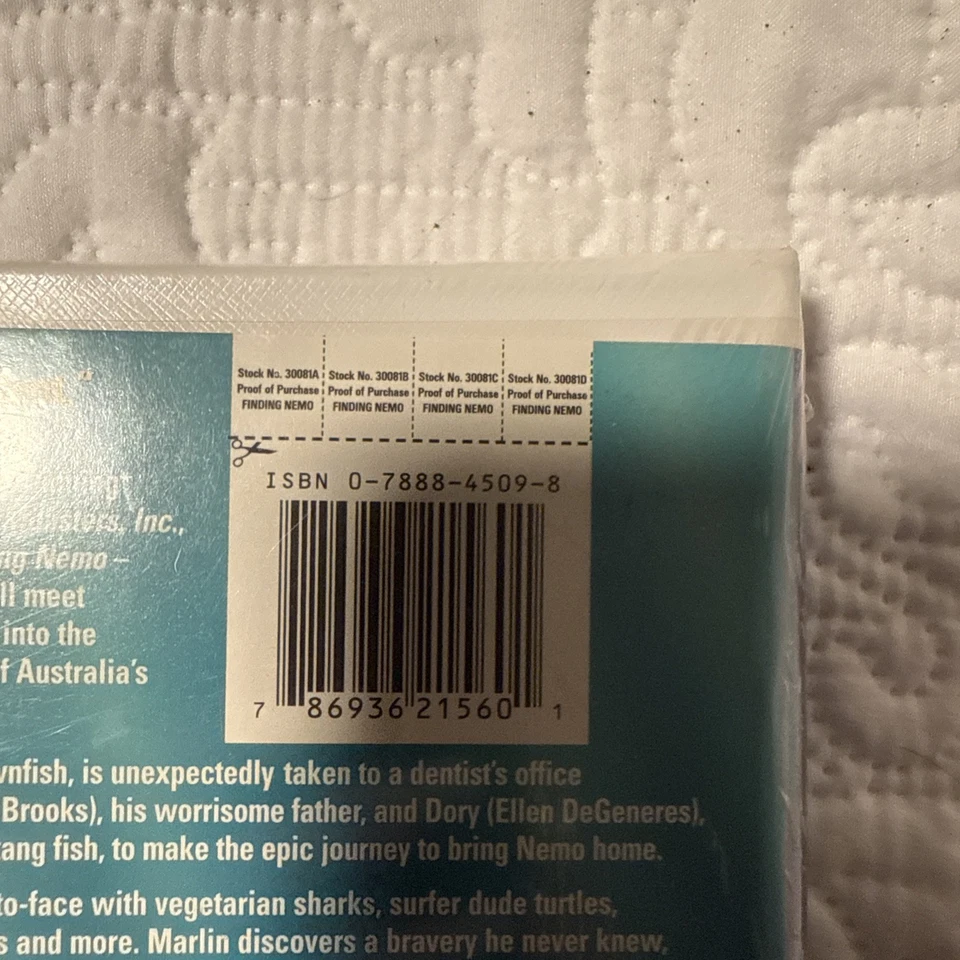 Stock No. 30081A Stock No. 30081B Stock No. 30081C Stock No. 30081D
Proof of Purchase Proof of Purchase Proof of Purchase Proof of Purchase
FINDING NEMO FINDING NEMO FINDING NEMO FINDING NEMO
ISBN 0-7888-4509-8
7 86936 21560 1
Inc.,
Nemo –
meet
into the
Australia's
is unexpectedly taken to a dentist's office
Brooks), his worrisome father, and Dory (Ellen DeGeneres),
fish, to make the epic journey to bring Nemo home.
to-face with vegetarian sharks, surfer dude turtles,
and more. Marlin discovers a bravery he never knew,